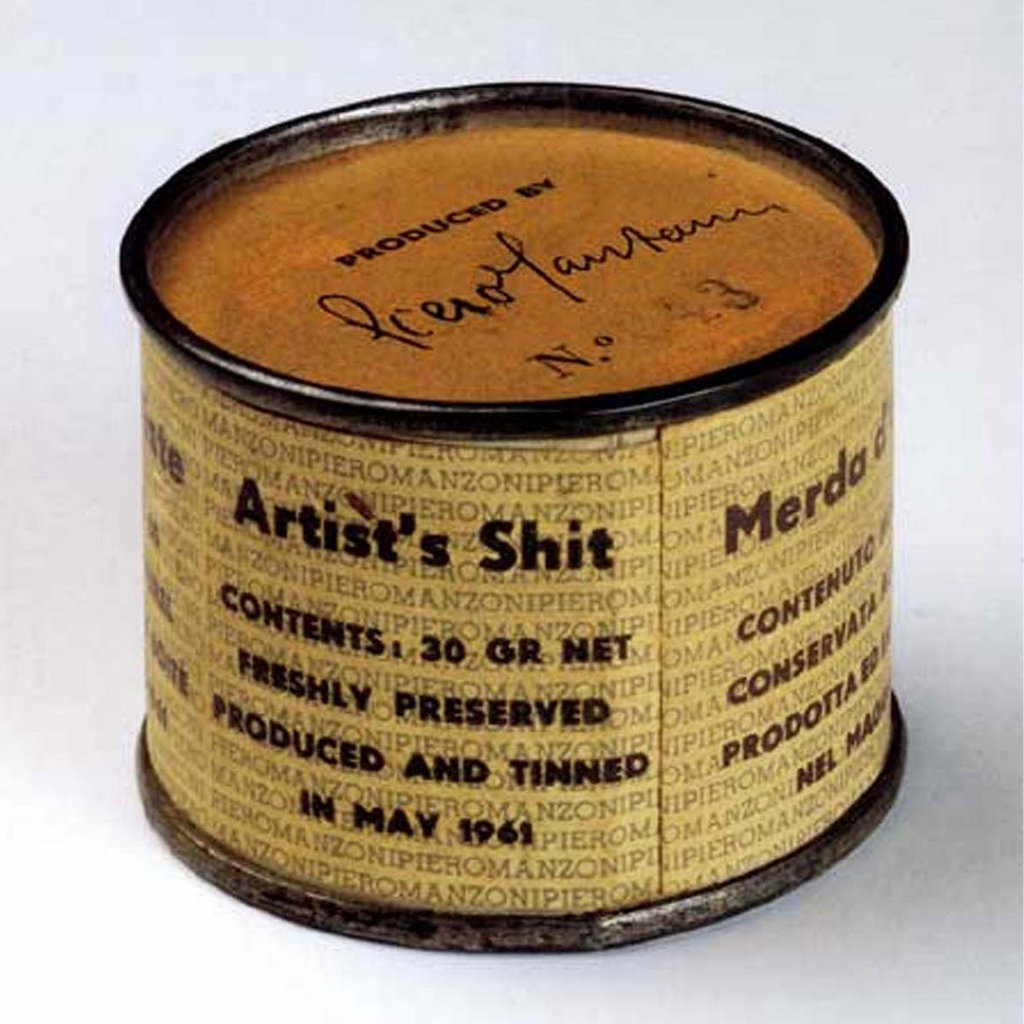 PRODUCED BY
Piero Manzoni
N.º
Artist's Shit
CONTENTS: 30 GR NET
FRESHLY PRESERVED
PRODUCED AND TINNED
IN MAY 1961
Merda d'
CONTENUTO
CONSERVATA
PRODOTTA ED
NEL
PIEROMANZONIPIEROMANZONIPIEROM